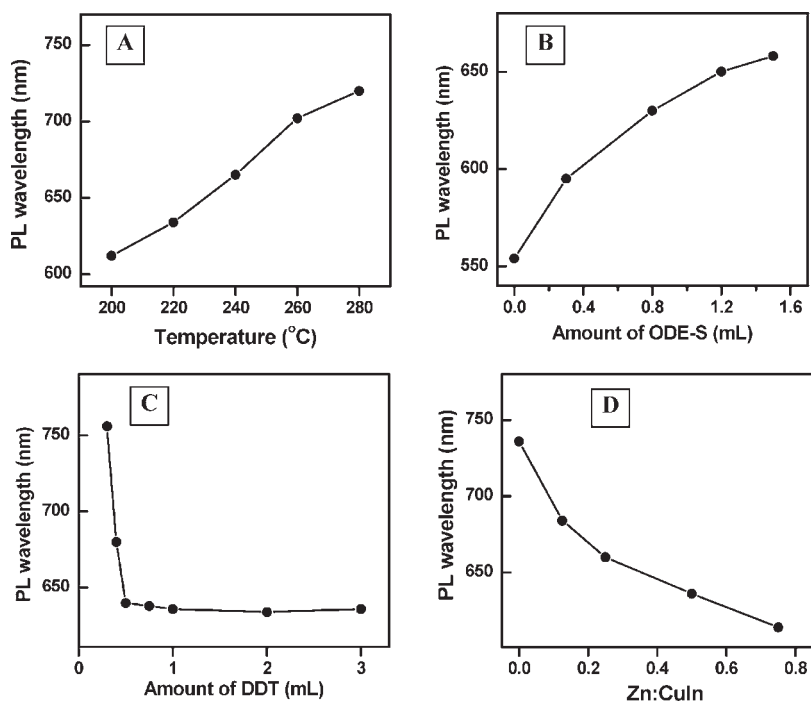 A
PL wavelength (nm)
750
700
650
600
200 220 240 260 280
Temperature (°C)
B
PL wavelength (nm)
650
600
550
0.0 0.4 0.8 1.2 1.6
Amount of ODE-S (mL)
C
PL wavelength (nm)
750
700
650
0 1 2 3
Amount of DDT (mL)
D
PL wavelength (nm)
750
700
650
0.0 0.2 0.4 0.6 0.8
Zn:CuIn